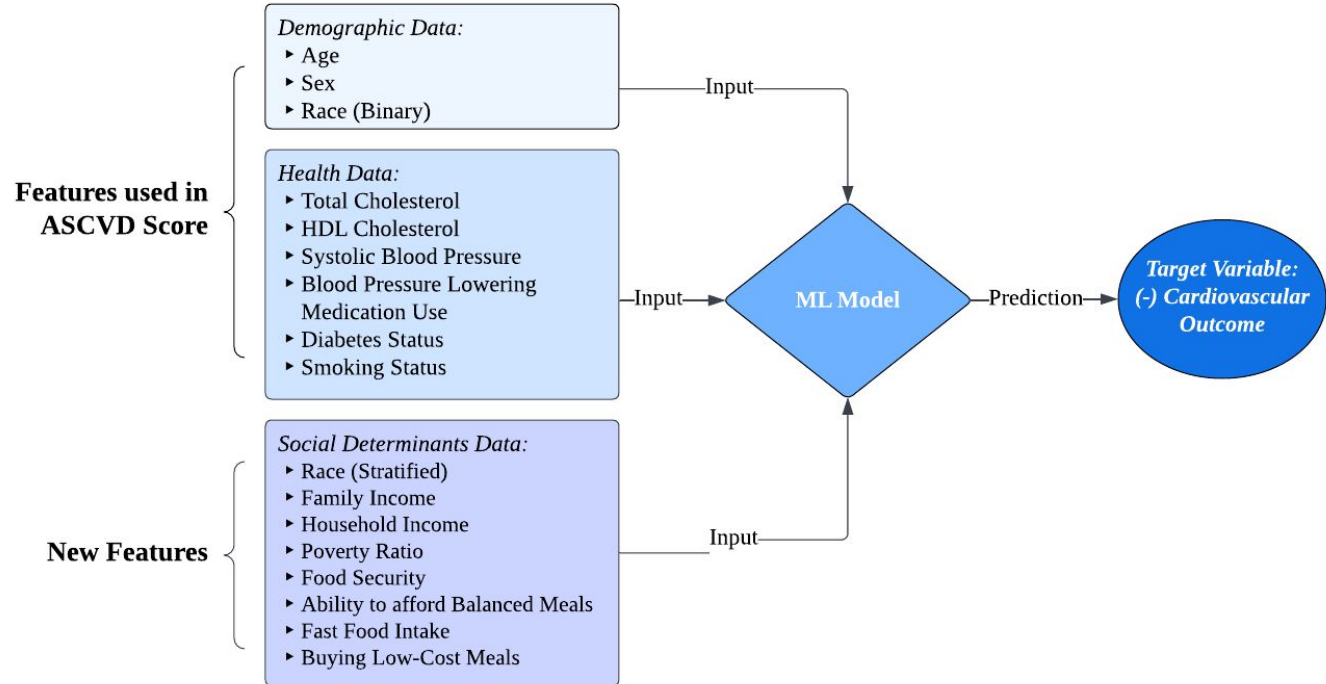 Features used in
ASCVD Score
Demographic Data:
‣ Age
‣ Sex
‣ Race (Binary)
Health Data:
‣ Total Cholesterol
‣ HDL Cholesterol
‣ Systolic Blood Pressure
‣ Blood Pressure Lowering
Medication Use
‣ Diabetes Status
‣ Smoking Status
New Features
Social Determinants Data:
‣ Race (Stratified)
‣ Family Income
‣ Household Income
‣ Poverty Ratio
‣ Food Security
‣ Ability to afford Balanced Meals
‣ Fast Food Intake
‣ Buying Low-Cost Meals
Input
Input
Input
ML Model
Prediction
Target Variable:
(-) Cardiovascular
Outcome